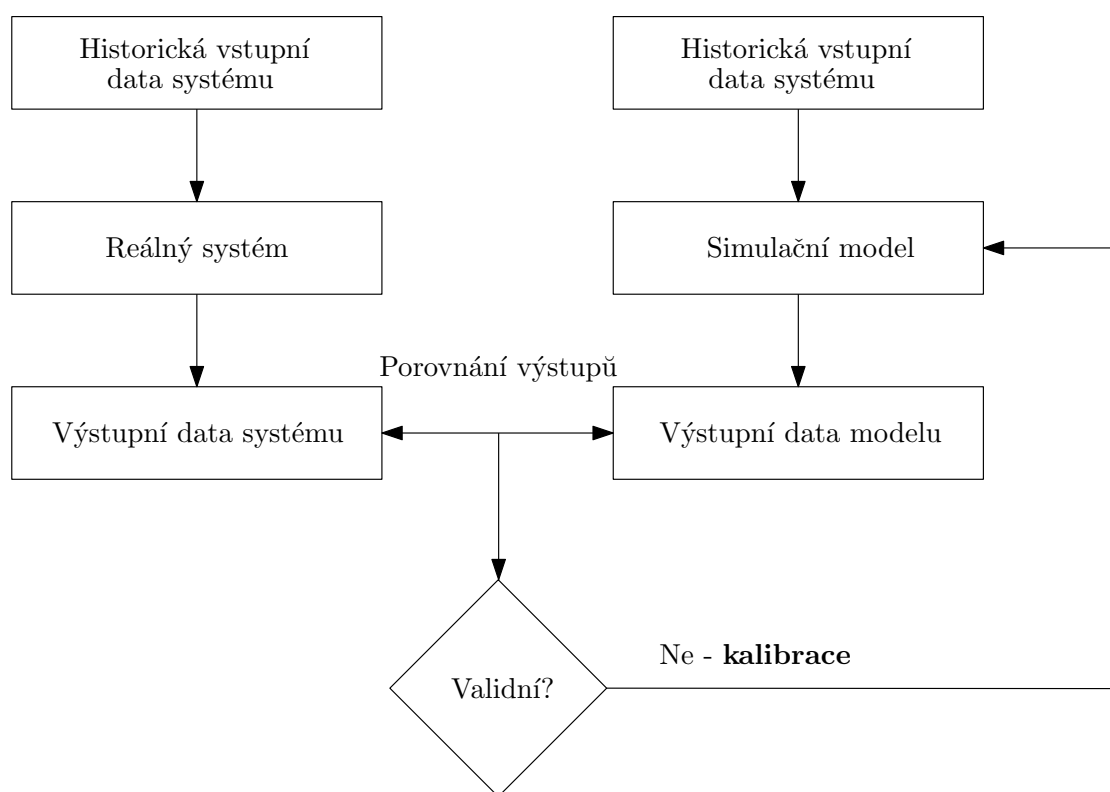 Historická vstupní
data systému
Historická vstupní
data systému
Reálný systém
Simulační model
Porovnání výstupŭ
Výstupní data systému
Výstupní data modelu
Validní?
Ne - kalibrace